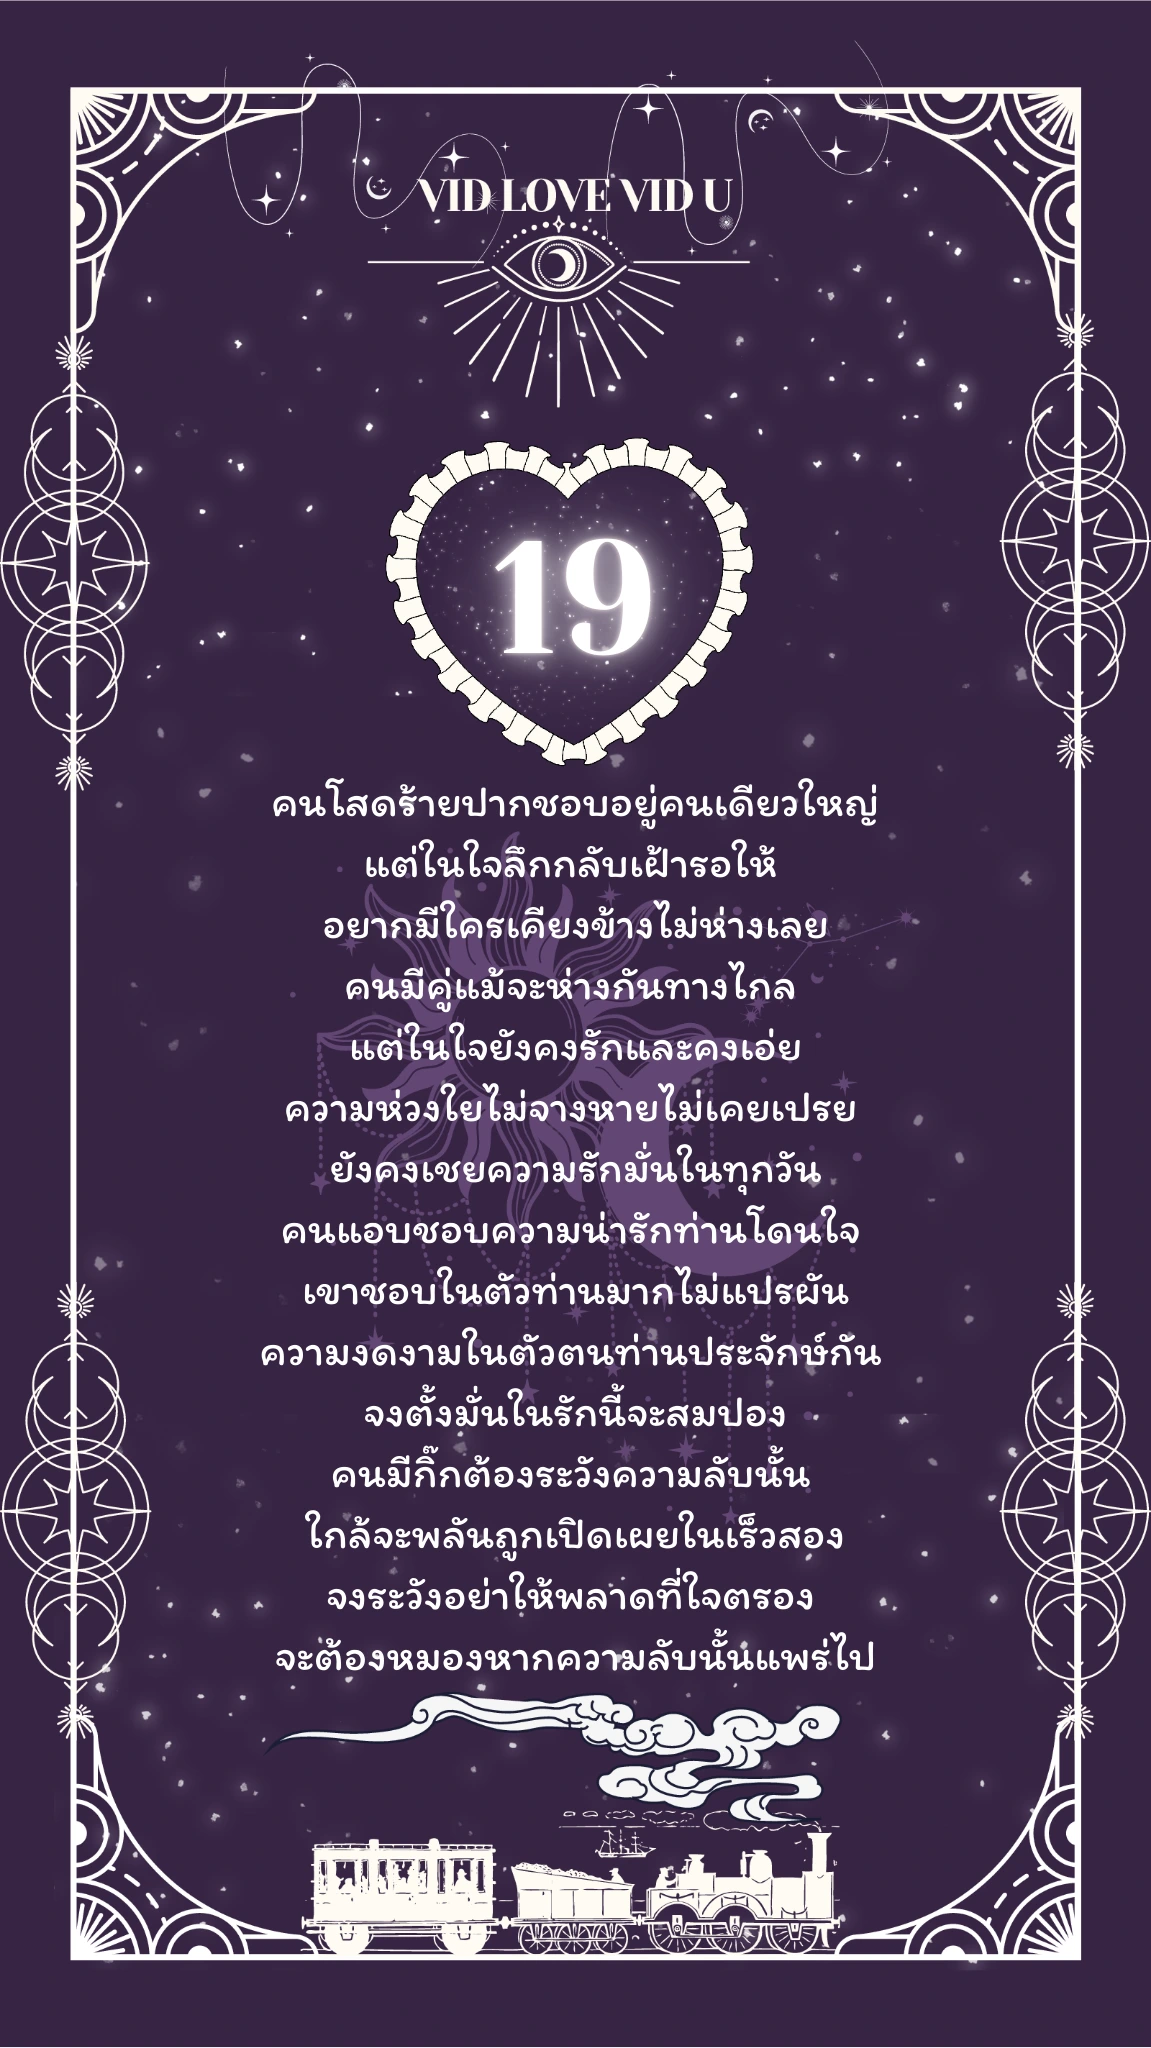 VID LOVE VID U
19
คนโสดร้ายปากชอบอยู่คนเดียวใหญ่
แต่ในใจลึกกลับเฝ้ารอให้
อยากมีใครเคียงข้างไม่ห่างเลย
คนมีคู่แม้จะห่างกันทางไกล
แต่ในใจยังคงรักและคงเอ่ย
ความห่วงใยไม่จางหายไม่เคยเปรย
ยังคงเชยความรักมั่นในทุกวัน
คนแอบชอบความน่ารักท่านโดนใจ
เขาชอบในตัวท่านมากไม่แปรผัน
ความงดงามในตัวตนท่านประจักษ์กัน
จงตั้งมั่นในรักนี้จะสมปอง
คนมีกิ๊กต้องระวังความลับนั้น
ใกล้จะพลันถูกเปิดเผยในเร็วสอง
จงระวังอย่าให้พลาดที่ใจตรอง
จะต้องหมองหากความลับนั้นแพร่ไป